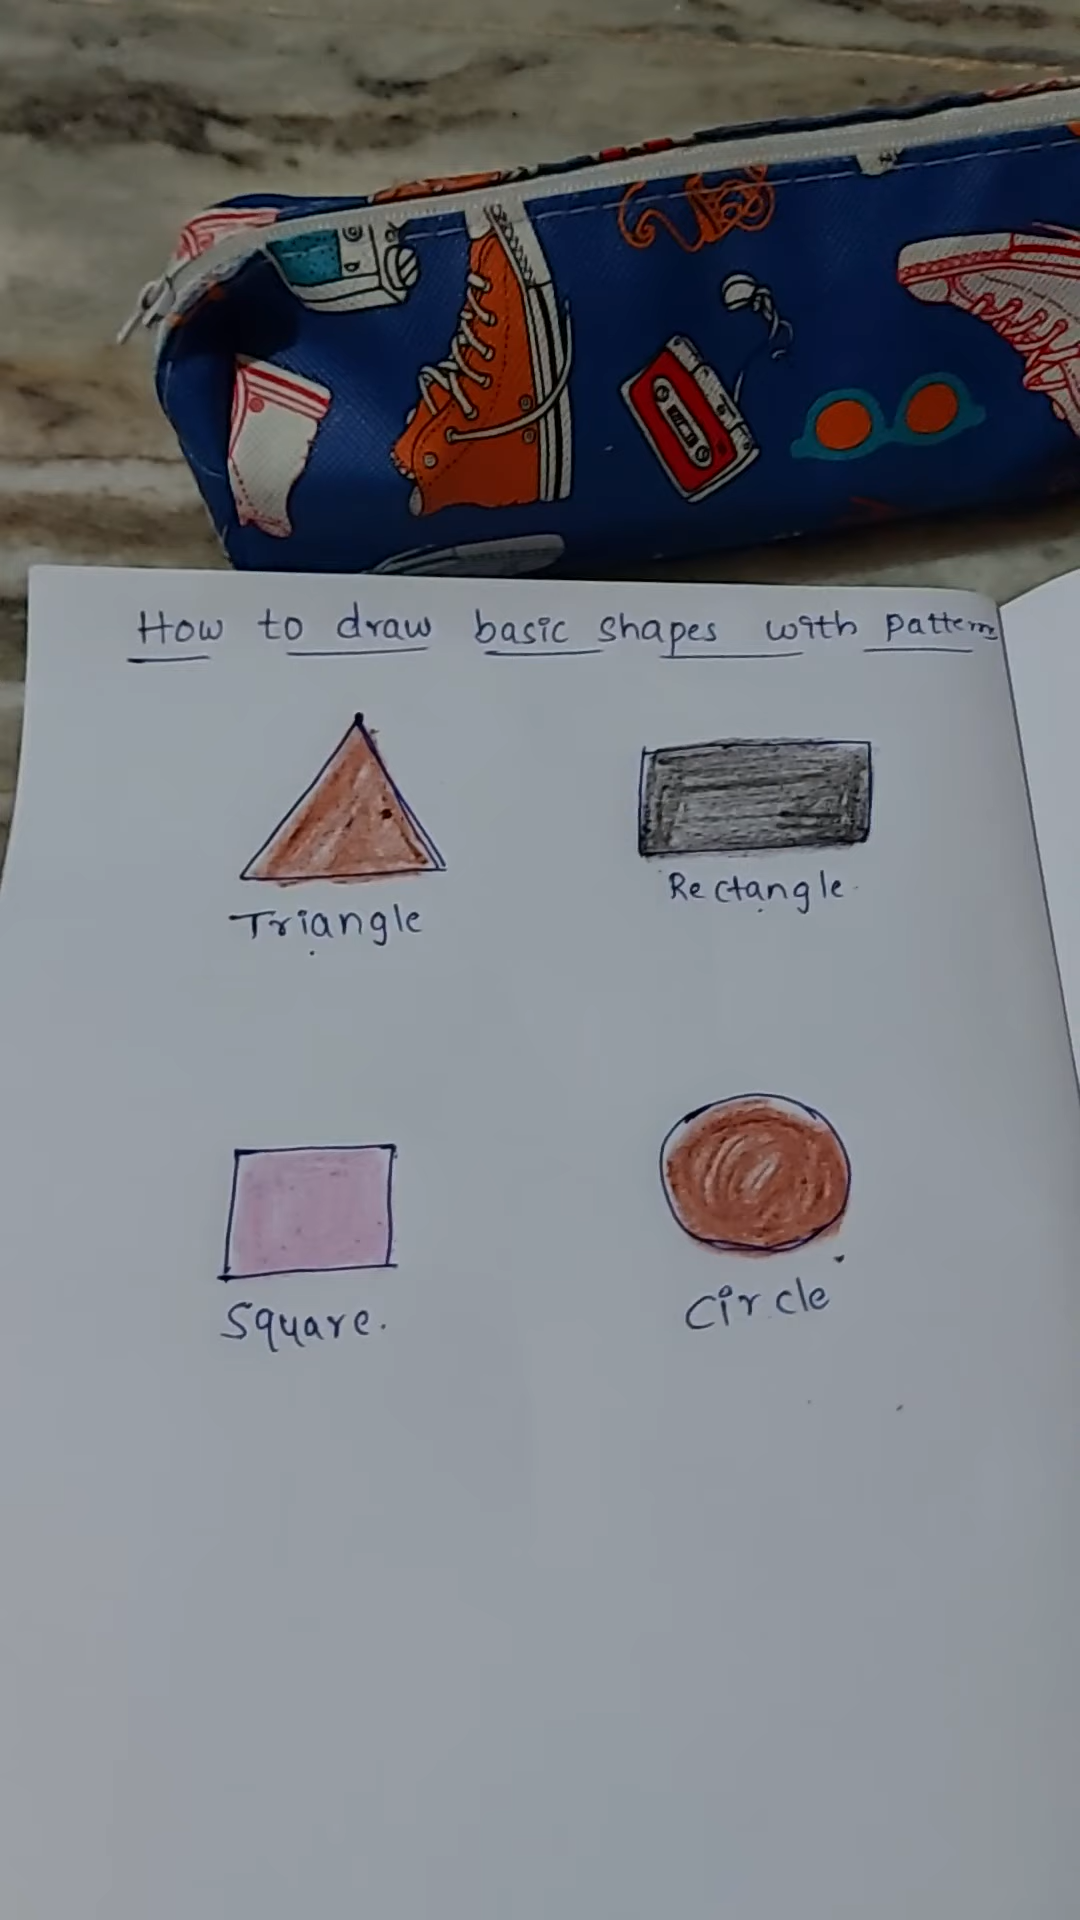 How to draw basic shapes with pattern
Triangle
Rectangle.
Square.
Circle